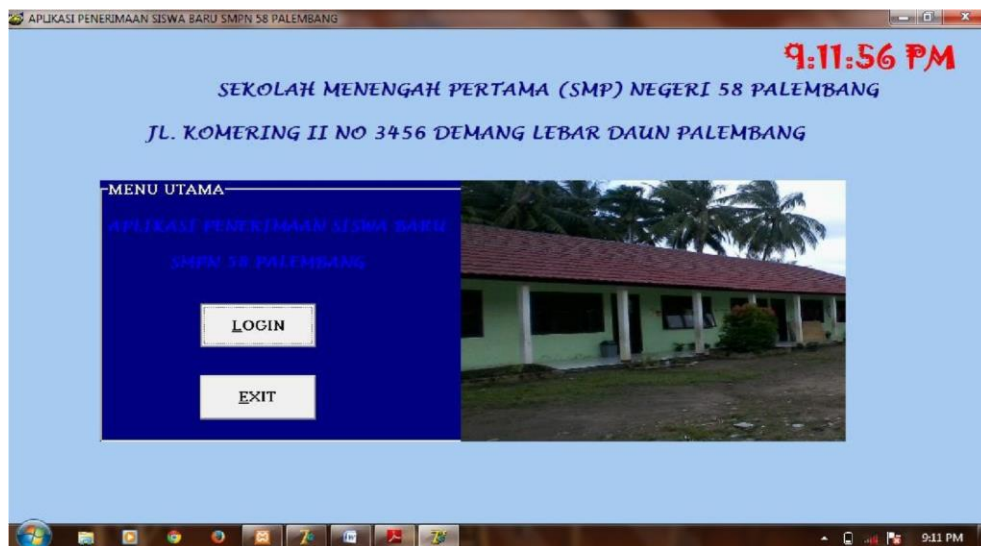 APLIKASI PENERIMAAN SISWA BARU SMPN 58 PALEMBANG
9:11:56 PM
SEKOLAH MENENGAH PERTAMA (SMP) NEGERI 58 PALEMBANG
JL. KOMERING II NO 3456 DEMANG LEBAR DAUN PALEMBANG
MENU UTAMA
APLIKASI PENERIMAAN SISWA BARU
SMPN 58 PALEMBANG
LOGIN
EXIT
9:11 PM